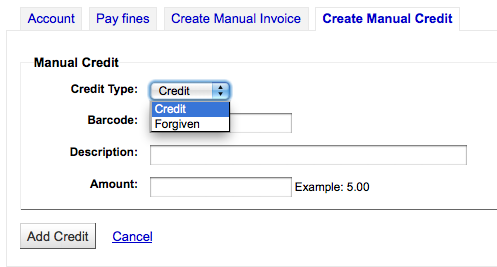 Account Pay fines Create Manual Invoice Create Manual Credit
Manual Credit
Credit Type: Credit
Credit
Forgiven
Barcode:
Description:
Amount: Example: 5.00
Add Credit Cancel